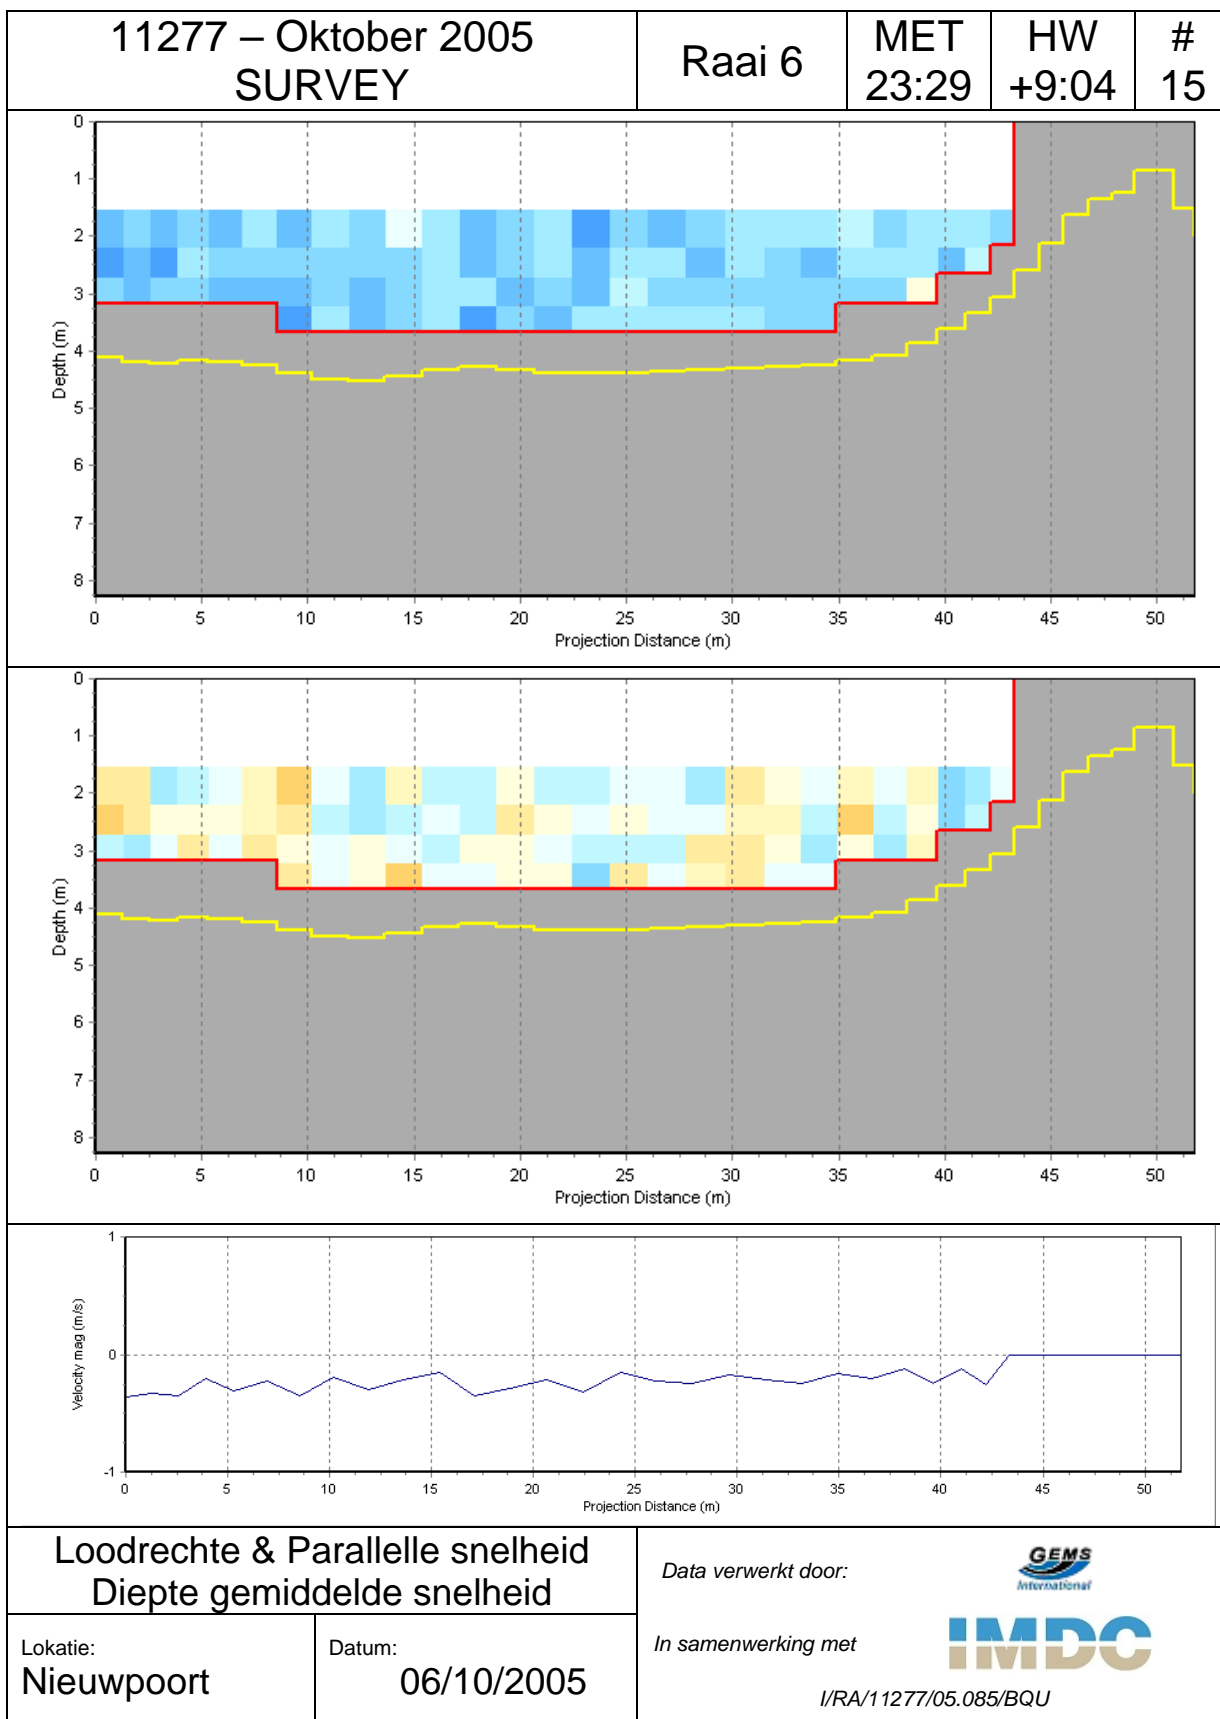 11277 – Oktober 2005
SURVEY
Raai 6
MET
23:29
HW
+9:04
#
15
0
1
2
3
4
5
6
7
8
Depth (m)
0 5 10 15 20 25 30 35 40 45 50
Projection Distance (m)
0
1
2
3
4
5
6
7
8
Depth (m)
0 5 10 15 20 25 30 35 40 45 50
Projection Distance (m)
1
0
-1
Velocity mag (m/s)
0 5 10 15 20 25 30 35 40 45 50
Projection Distance (m)
Loodrechte & Parallelle snelheid
Diepte gemiddelde snelheid
Data verwerkt door:
GEMS
International
Lokatie:
Nieuwpoort
Datum:
06/10/2005
In samenwerking met
IMDC
I/RA/11277/05.085/BQU